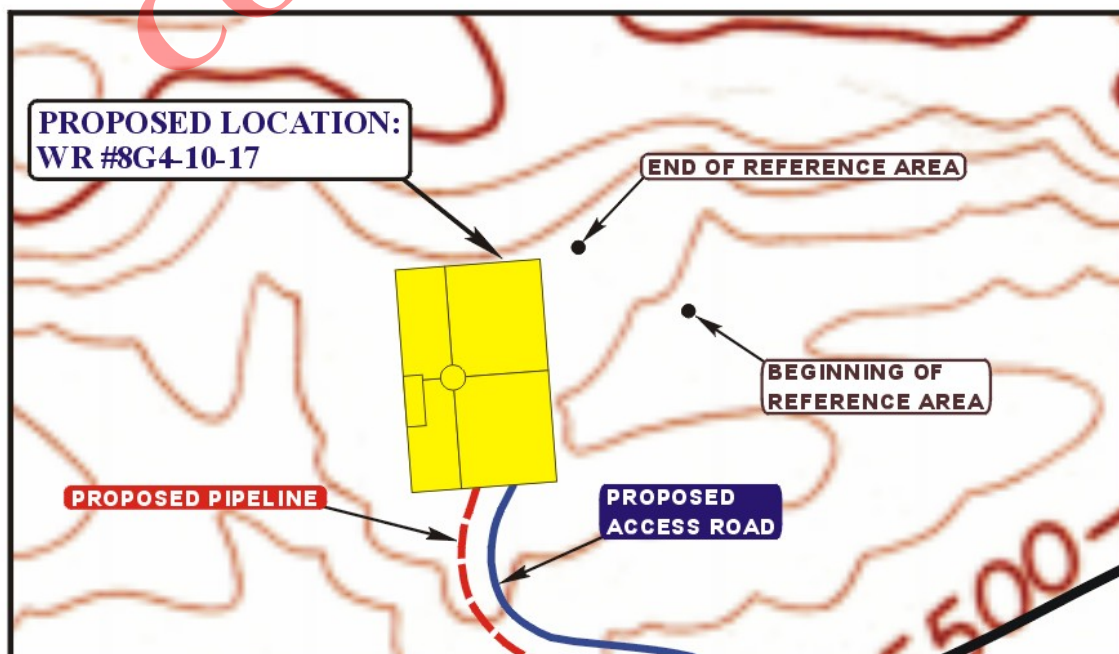 PROPOSED LOCATION:
WR #8G4-10-17
END OF REFERENCE AREA
BEGINNING OF
REFERENCE AREA
PROPOSED PIPELINE
PROPOSED
ACCESS ROAD